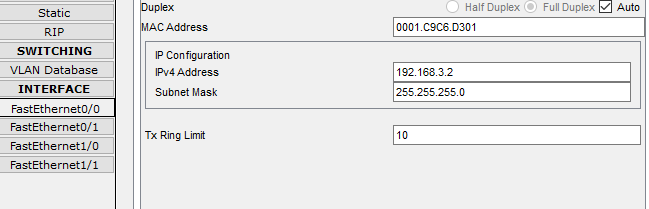 Static
RIP
SWITCHING
VLAN Database
INTERFACE
FastEthernet0/0
FastEthernet0/1
FastEthernet1/0
FastEthernet1/1
Duplex Half Duplex Full Duplex Auto
MAC Address 0001.C9C6.D301
IP Configuration
IPv4 Address 192.168.3.2
Subnet Mask 255.255.255.0
Tx Ring Limit 10